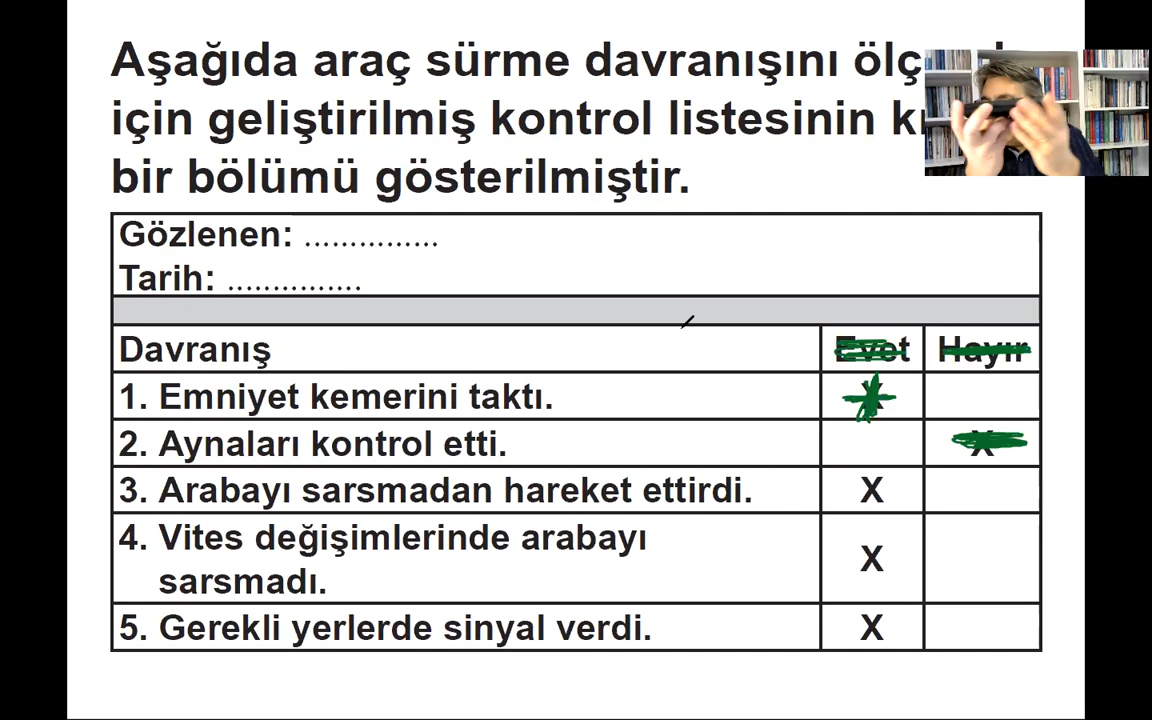 Aşağıda araç sürme davranışını
için geliştirilmiş kontrol listesinin
bir bölümü gösterilmiştir.
Gözlenen: ...............
Tarih: ...............
Davranış Evet Hayır
1. Emniyet kemerini taktı. X
2. Aynaları kontrol etti. X
3. Arabayı sarsmadan hareket ettirdi. X
4. Vites değişimlerinde arabayı
sarsmadı. X
5. Gerekli yerlerde sinyal verdi. X